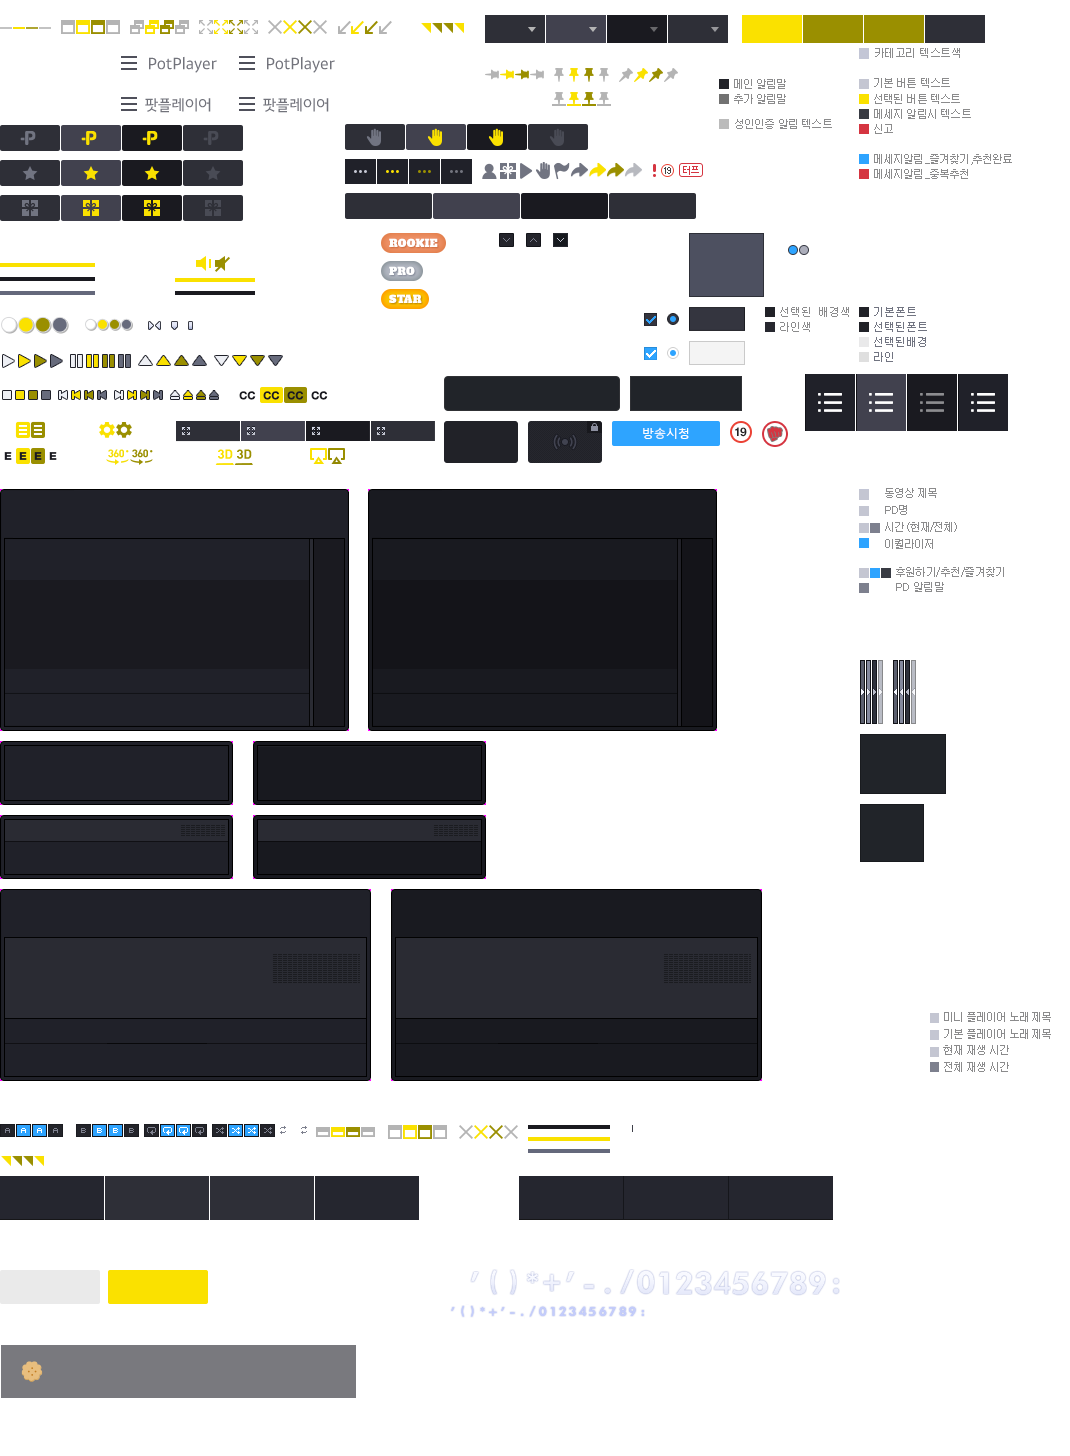 PotPlayer PotPlayer
팟플레이어 팟플레이어
카테고리 텍스트색
메인 알림말
추가 알림말
성인인증 알림 텍스트
기본 버튼 텍스트
선택된 버튼 텍스트
메세지 알림시 텍스트
신고
메세지알림_즐겨찾기,추천완료
메세지알림_중복추천
P P P P
19 터프
ROOKIE
PRO
STAR
선택된 배경색
라인색
기본폰트
선택된폰트
선택된배경
라인
CC CC CC CC
방송시청
19
E E E E
360° 360°
3D 3D
동영상 제목
PD명
시간 (현재/전체)
이퀄라이저
후원하기/추천/즐겨찾기
PD 알림말
미니 플레이어 노래 제목
기본 플레이어 노래 제목
현재 재생 시간
전체 재생 시간
A A A A B B B B
'()*+'-./0123456789:
'()*+'-./0123456789: